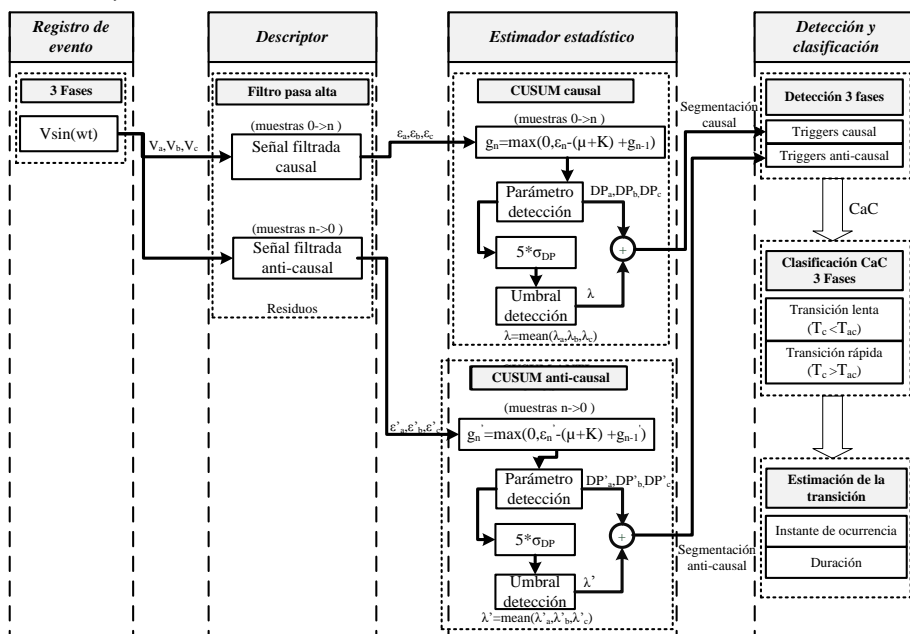 Registro de
evento
3 Fases
Vsin(wt)
Descriptor
Filtro pasa alta
(muestras 0->n )
Va,Vb,Vc
Señal filtrada
causal
(muestras n->0 )
Señal filtrada
anti-causal
Residuos
Estimador estadístico
CUSUM causal
(muestras 0->n )
εa,εb,εc
gn=max(0,εn-(μ+K) +gn-1)
Parámetro
detección
DPa,DPb,DPc
5*σDP
+
Umbral
detección
λ
λ=mean(λa,λb,λc)
CUSUM anti-causal
(muestras n->0 )
ε'a,ε'b,ε'c
gn'=max(0,εn'-(μ+K) +gn-1')
Parámetro
detección
DP'a,DP'b,DP'c
5*σDP
+
Umbral
detección
λ'
λ'=mean(λ'a,λ'b,λ'c)
Segmentación
causal
Segmentación
anti-causal
Detección y
clasificación
Detección 3 fases
Triggers causal
Triggers anti-causal
CaC
Clasificación CaC
3 Fases
Transición lenta
(Tc<Tac)
Transición rápida
(Tc>Tac)
Estimación de la
transición
Instante de ocurrencia
Duración